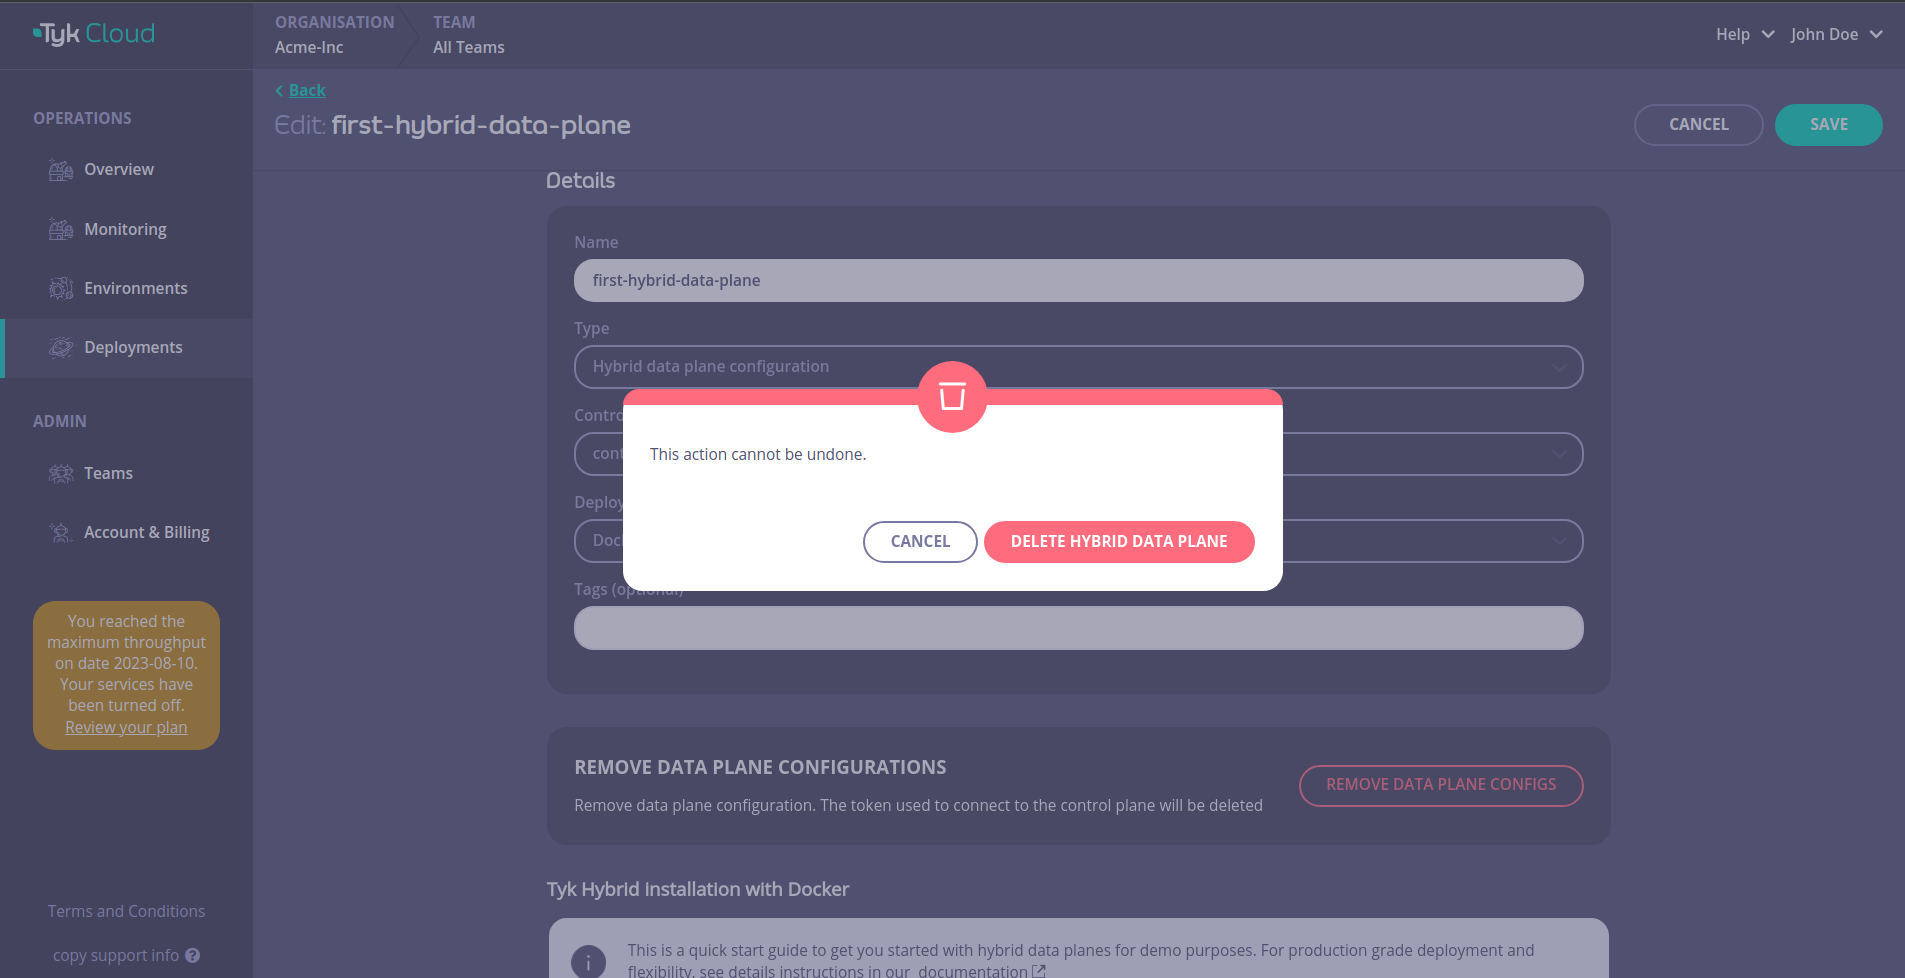 Tyk Cloud
ORGANISATION
Acme-Inc
TEAM
All Teams
Help
John Doe
OPERATIONS
Overview
Monitoring
Environments
Deployments
ADMIN
Teams
Account & Billing
You reached the
maximum throughput
on date 2023-08-10.
Your services have
been turned off.
Review your plan
Terms and Conditions
copy support info
Back
Edit: first-hybrid-data-plane
CANCEL
SAVE
Details
Name
first-hybrid-data-plane
Type
Hybrid data plane configuration
This action cannot be undone.
CANCEL
DELETE HYBRID DATA PLANE
Tags (optional)
REMOVE DATA PLANE CONFIGURATIONS
Remove data plane configuration. The token used to connect to the control plane will be deleted
REMOVE DATA PLANE CONFIGS
Tyk Hybrid installation with Docker
This is a quick start guide to get you started with hybrid data planes for demo purposes. For production grade deployment and
flexibility, see details instructions in our documentation